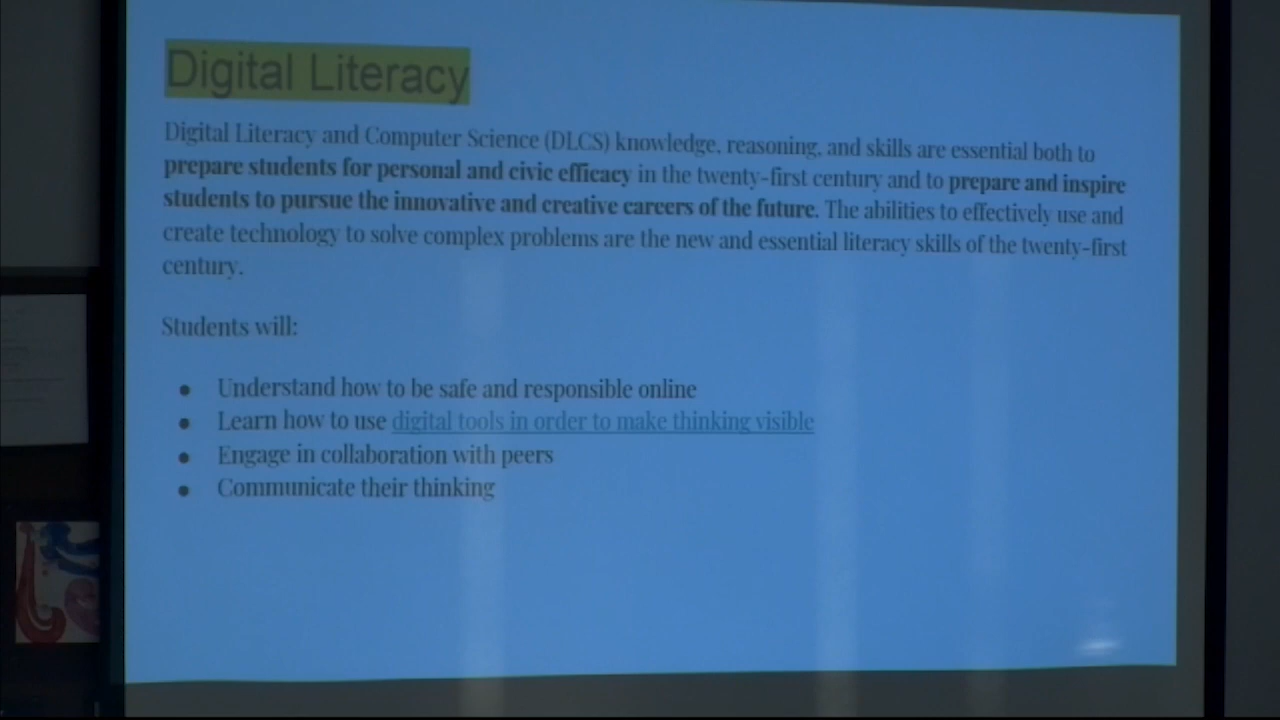 Digital Literacy
Digital Literacy and Computer Science (DLCS) knowledge, reasoning, and skills are essential both to
prepare students for personal and civic efficacy in the twenty-first century and to prepare and inspire
students to pursue the innovative and creative careers of the future. The abilities to effectively use and
create technology to solve complex problems are the new and essential literacy skills of the twenty-first
century.
Students will:
● Understand how to be safe and responsible online
● Learn how to use digital tools in order to make thinking visible
● Engage in collaboration with peers
● Communicate their thinking